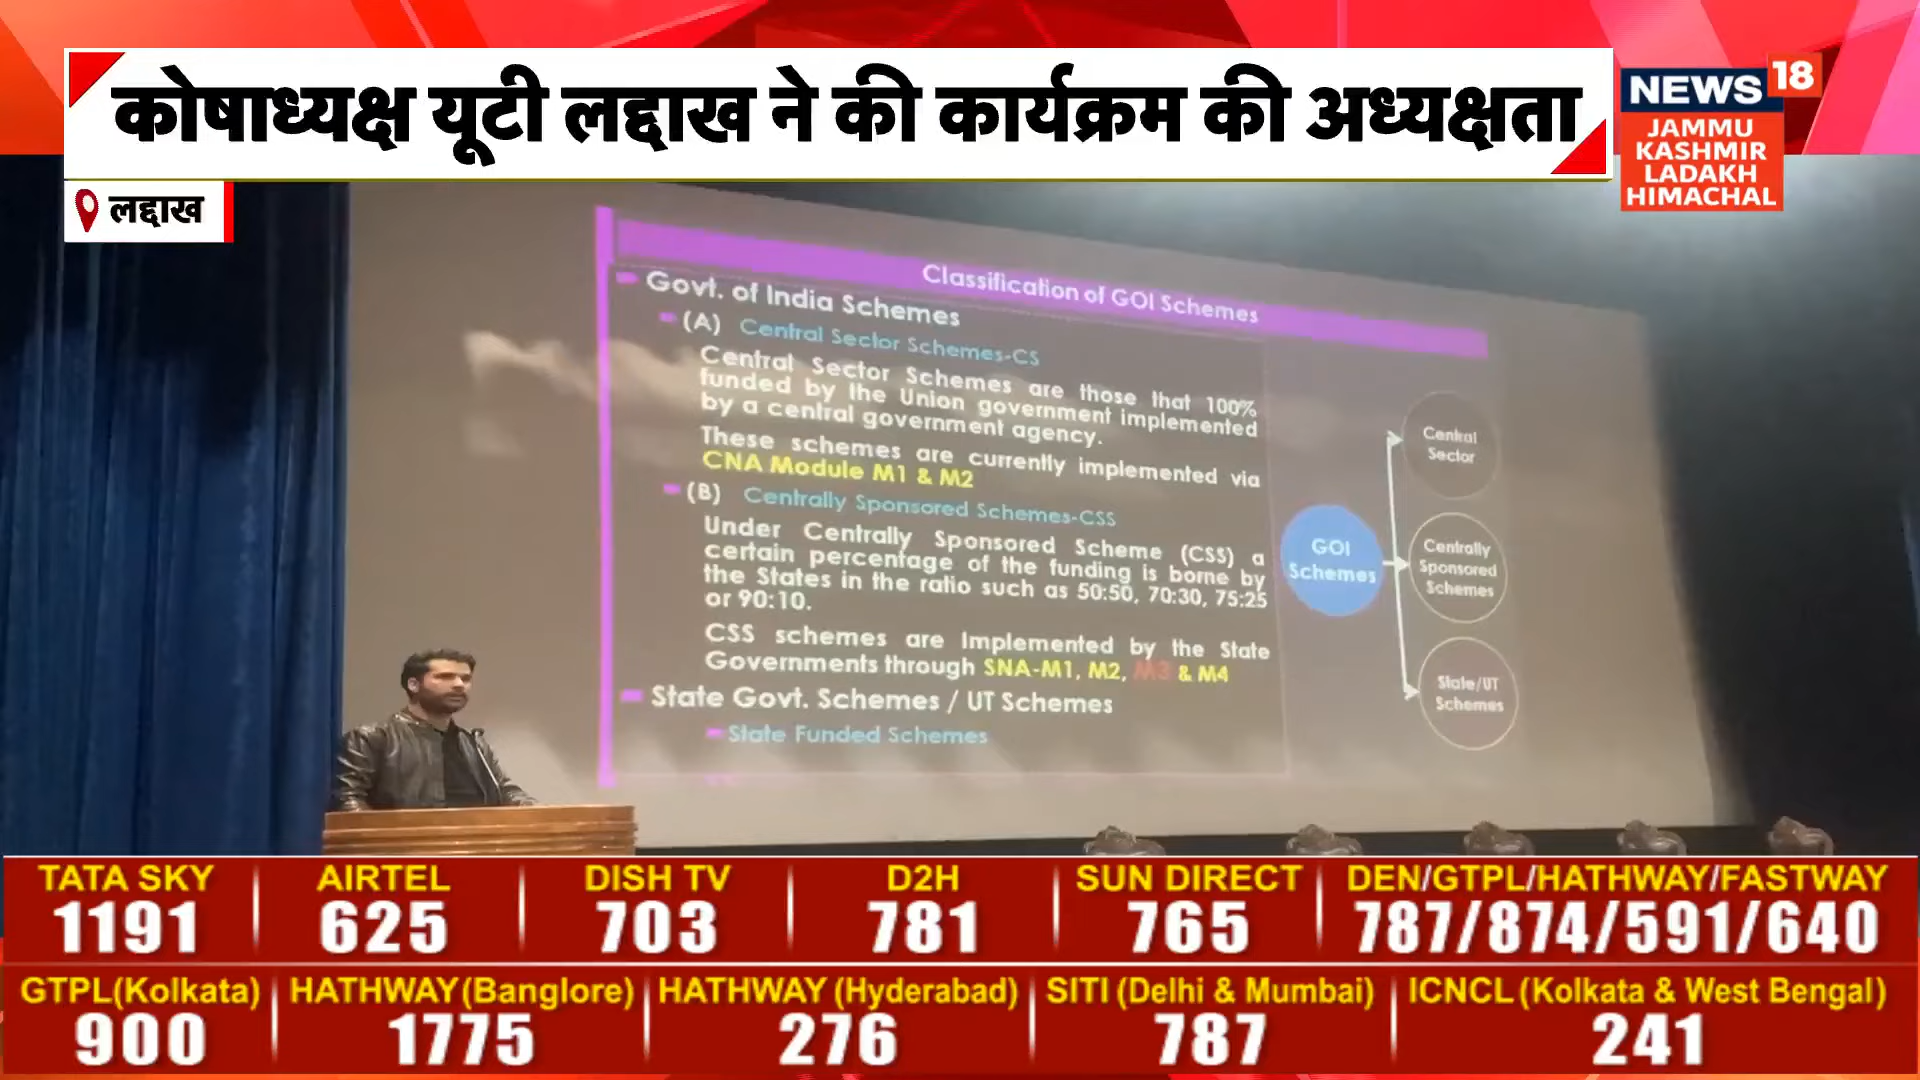 कोषाध्यक्ष यूटी लद्दाख ने की कार्यक्रम की अध्यक्षता
NEWS 18
JAMMU
KASHMIR
LADAKH
HIMACHAL
लद्दाख
Classification of GOI Schemes
Govt. of India Schemes
(A) Central Sector Schemes-CS
Central Sector Schemes are those that 100%
funded by the Union government implemented
by a central government agency.
These schemes are currently implemented via
CNA Module M1 & M2
(B) Centrally Sponsored Schemes-CSS
Under Centrally Sponsored Scheme (CSS) a
certain percentage of the funding is borne by
the States in the ratio such as 50:50, 70:30, 75:25
or 90:10.
CSS schemes are Implemented by the State
Governments through SNA-M1, M2, M3 & M4
State Govt. Schemes / UT Schemes
State Funded Schemes
GOI
Schemes
Central
Sector
Centrally
Sponsored
Schemes
State/UT
Schemes
TATA SKY
1191
AIRTEL
625
DISH TV
703
D2H
781
SUN DIRECT
765
DEN/GTPL/HATHWAY/FASTWAY
787/874/591/640
GTPL(Kolkata)
900
HATHWAY(Banglore)
1775
HATHWAY (Hyderabad)
276
SITI (Delhi & Mumbai)
787
ICNCL (Kolkata & West Bengal)
241